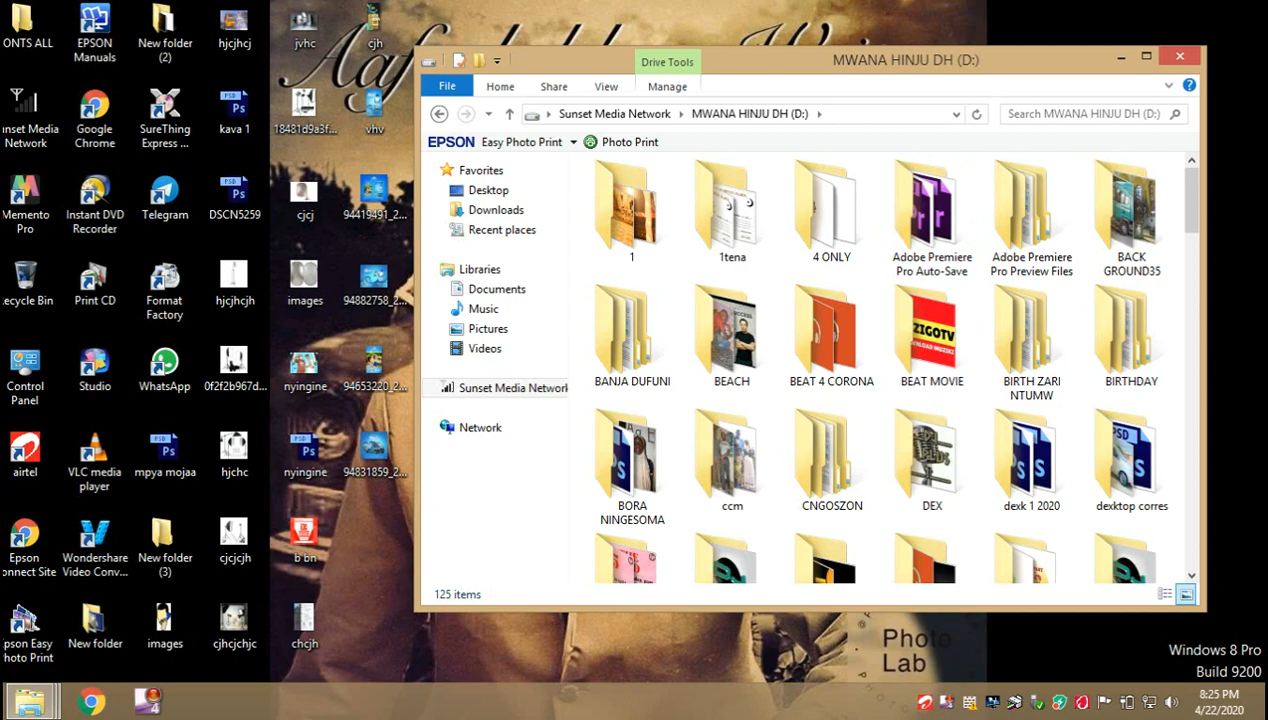 ONTS ALL
EPSON
Manuals
New folder
(2)
hjcjhcj
jvhc
cjh
unset Media
Network
Google
Chrome
SureThing
Express ...
kava 1
18481d9a3f...
vhv
Memento
Pro
Instant DVD
Recorder
Telegram
DSCN5259
cjcj
94419491_2...
ecycle Bin
Print CD
Format
Factory
hjcjhcjh
images
94882758_2...
Control
Panel
Studio
WhatsApp
0f2f2b967d...
nyingine
94653220_2...
airtel
VLC media
player
mpya mojaa
hjchc
nyingine
94831859_2...
Epson
onnect Site
Wondershare
Video Conv...
New folder
(3)
cjcjcjh
b bn
pson Easy
hoto Print
New folder
images
cjhcjhcjhjc
chcjh
Drive Tools
MWANA HINJU DH (D:)
File
Home
Share
View
Manage
Sunset Media Network
MWANA HINJU DH (D:)
Search MWANA HINJU DH (D:)
EPSON Easy Photo Print
Photo Print
Favorites
Desktop
Downloads
Recent places
Libraries
Documents
Music
Pictures
Videos
Sunset Media Network
Network
1
1tena
4 ONLY
Adobe Premiere
Pro Auto-Save
Adobe Premiere
Pro Preview Files
BACK
GROUND35
BANJA DUFUNI
BEACH
BEAT 4 CORONA
BEAT MOVIE
BIRTH ZARI
NTUMW
BIRTHDAY
BORA
NINGESOMA
ccm
CNGOSZON
DEX
dexk 1 2020
dexktop corres
125 items
Photo
Lab
Windows 8 Pro
Build 9200
8:25 PM
4/22/2020